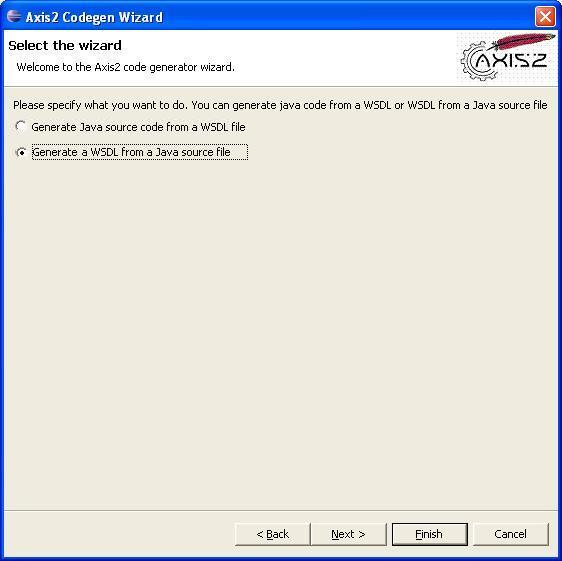 Axis2 Codegen Wizard
Select the wizard
Welcome to the Axis2 code generator wizard.
AXIS2
Please specify what you want to do. You can generate java code from a WSDL or WSDL from a Java source file
Generate Java source code from a WSDL file
Generate a WSDL from a Java source file
< Back Next > Finish Cancel